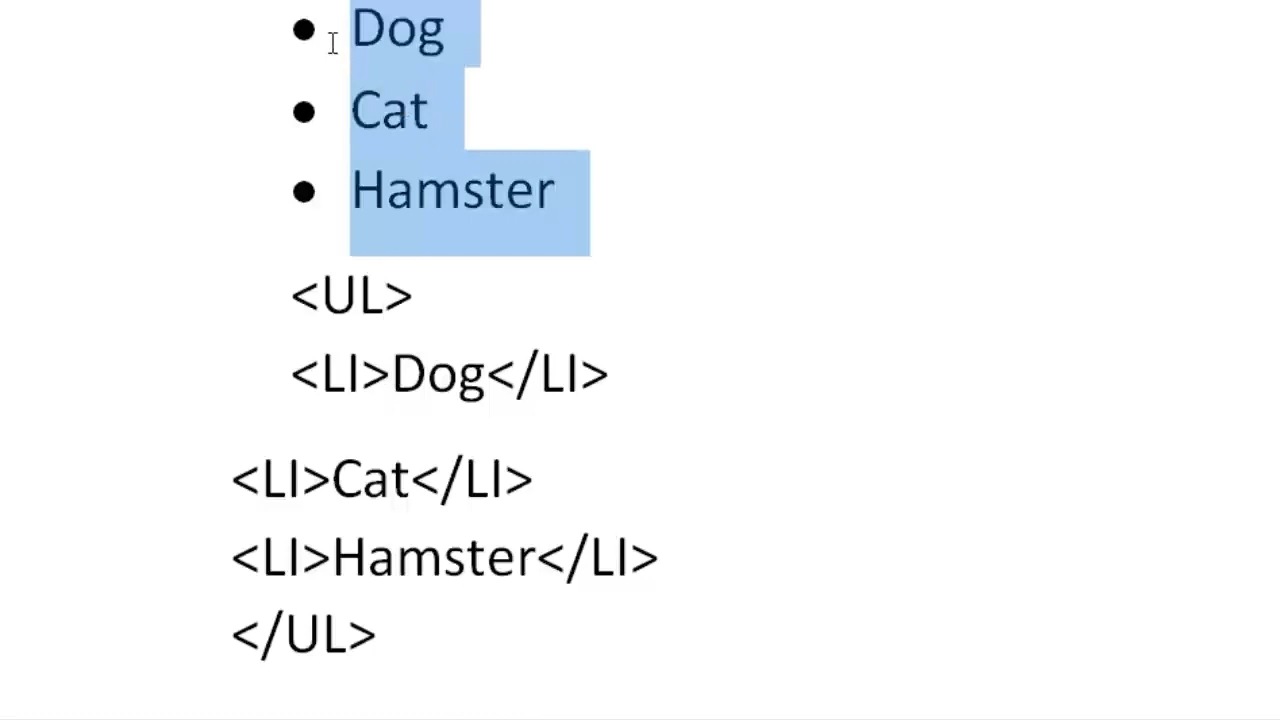 ● Dog
● Cat
● Hamster
<UL>
<LI>Dog</LI>
<LI>Cat</LI>
<LI>Hamster</LI>
</UL>